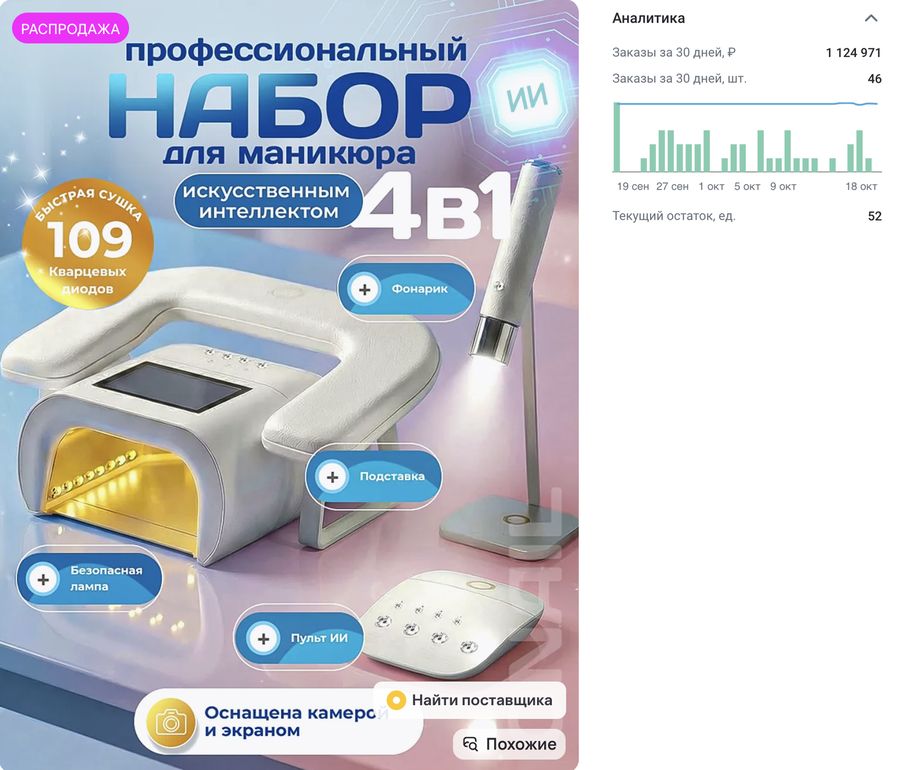 РАСПРОДАЖА
профессиональный
НАБОР
для маникюра
ИИ
искусственным
интеллектом
4в1
БЫСТРАЯ СУШКА
109
Кварцевых
диодов
Фонарик
Подставка
Безопасная
лампа
Пульт ИИ
Оснащена камерой
и экраном
Найти поставщика
Похожие
Аналитика
Заказы за 30 дней, ₽ 1 124 971
Заказы за 30 дней, шт. 46
19 сен 27 сен 1 окт 5 окт 9 окт 18 окт
Текущий остаток, ед. 52